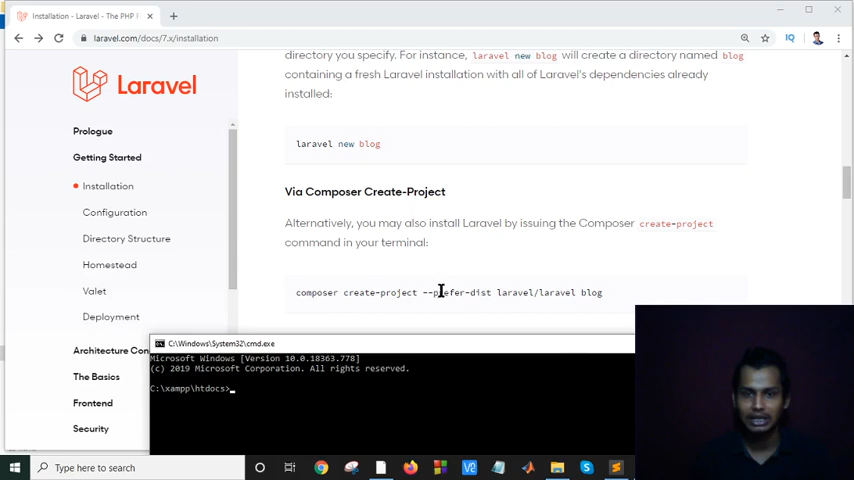 Installation - Laravel - The PHP F
laravel.com/docs/7.x/installation
IQ
directory you specify. For instance, laravel new blog will create a directory named blog
containing a fresh Laravel installation with all of Laravel's dependencies already
installed:
Laravel
Prologue
Getting Started
Installation
Configuration
Directory Structure
Homestead
Valet
Deployment
Architecture Con
The Basics
Frontend
Security
laravel new blog
Via Composer Create-Project
Alternatively, you may also install Laravel by issuing the Composer create-project
command in your terminal:
composer create-project --prefer-dist laravel/laravel blog
C:\Windows\System32\cmd.exe
Microsoft Windows [Version 10.0.18363.778]
(c) 2019 Microsoft Corporation. All rights reserved.
C:\xampp\htdocs>
Type here to search